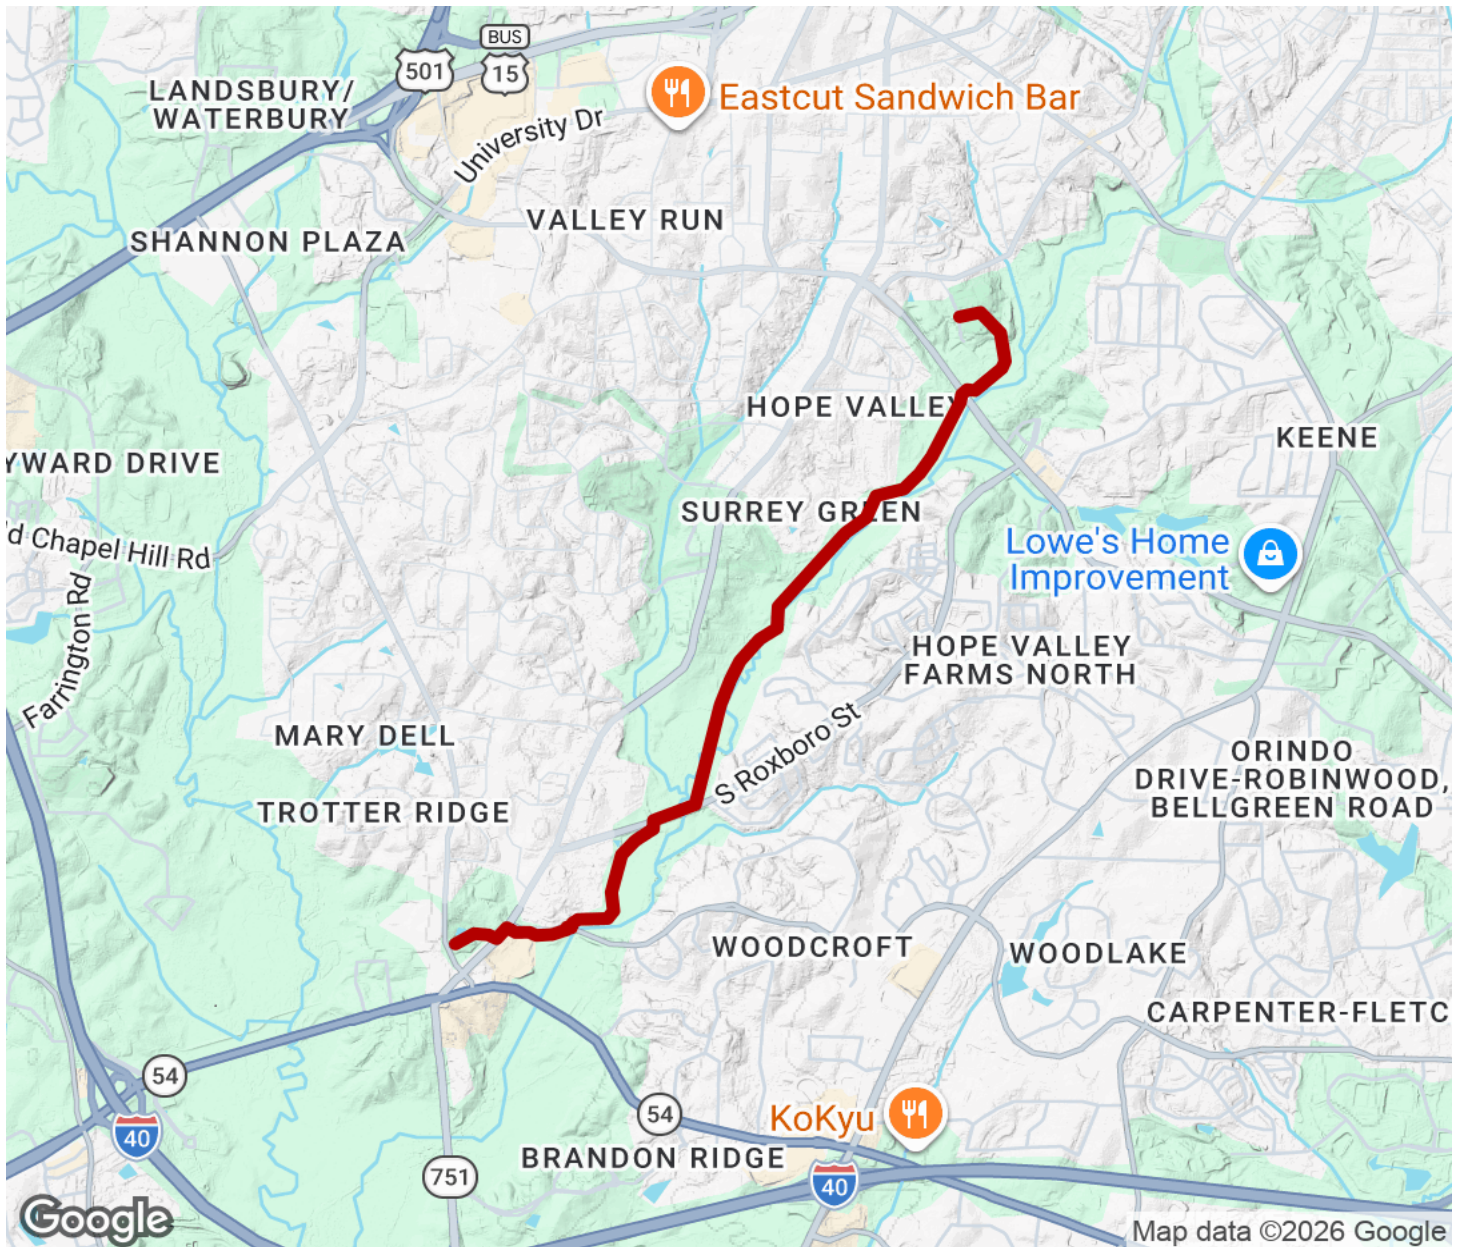 BUS
501
15
LANDSBURY/
WATERBURY
Eastcut Sandwich Bar
University Dr
VALLEY RUN
SHANNON PLAZA
HOPE VALLEY
KEENE
YWARD DRIVE
SURREY GREEN
d Chapel Hill Rd
Lowe's Home
Improvement
Farrington Rd
HOPE VALLEY
FARMS NORTH
MARY DELL
S Roxboro St
ORINDO
DRIVE-ROBINWOOD,
BELLGREEN ROAD
TROTTER RIDGE
WOODCROFT
WOODLAKE
CARPENTER-FLETC
54
54
KoKyu
40
BRANDON RIDGE
751
40
Google
Map data ©2026 Google